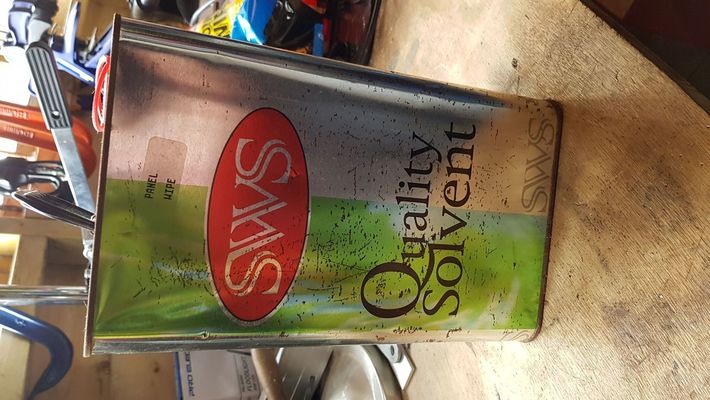 PANEL
WIPE
SWS
Quality
Solvent
SWS